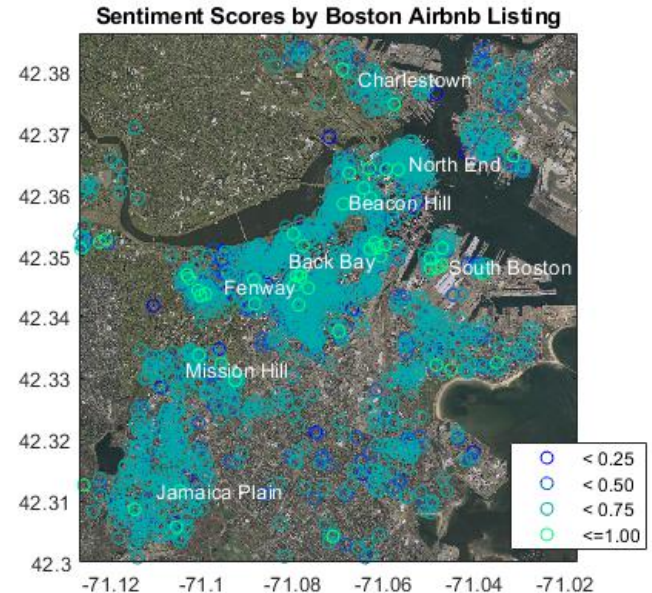 Sentiment Scores by Boston Airbnb Listing
42.38
42.37
42.36
42.35
42.34
42.33
42.32
42.31
42.3
Charlestown
North End
Beacon Hill
Back Bay
South Boston
Fenway
Mission Hill
Jamaica Plain
< 0.25
< 0.50
< 0.75
<=1.00
-71.12
-71.1
-71.08
-71.06
-71.04
-71.02